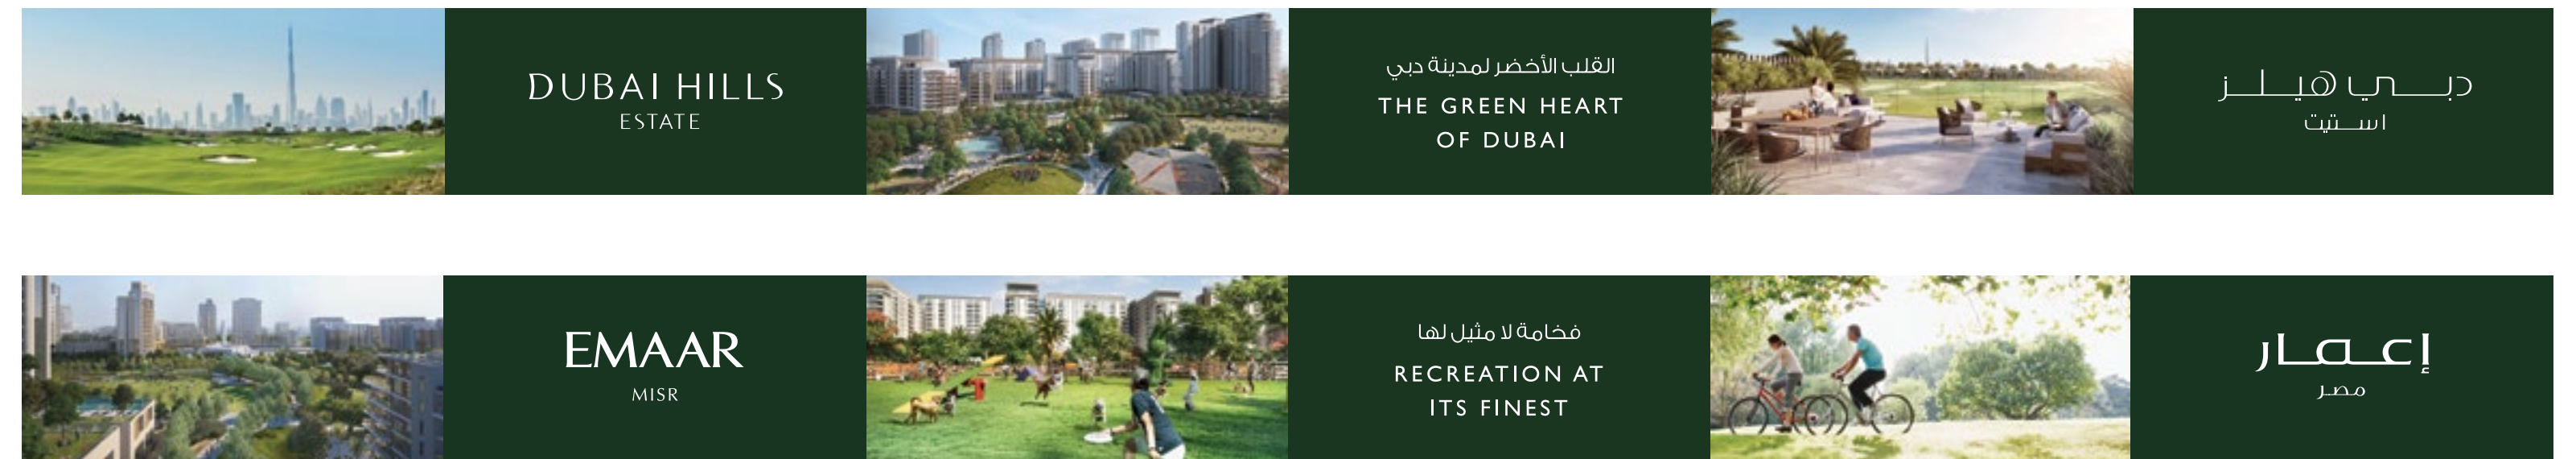 DUBAI HILLS
ESTATE
القلب الأخضر لمدينة دبي
THE GREEN HEART
OF DUBAI
دبي هيلز
استيت
EMAAR
MISR
فخامة لا مثيل لها
RECREATION AT
ITS FINEST
إعمار
مصر